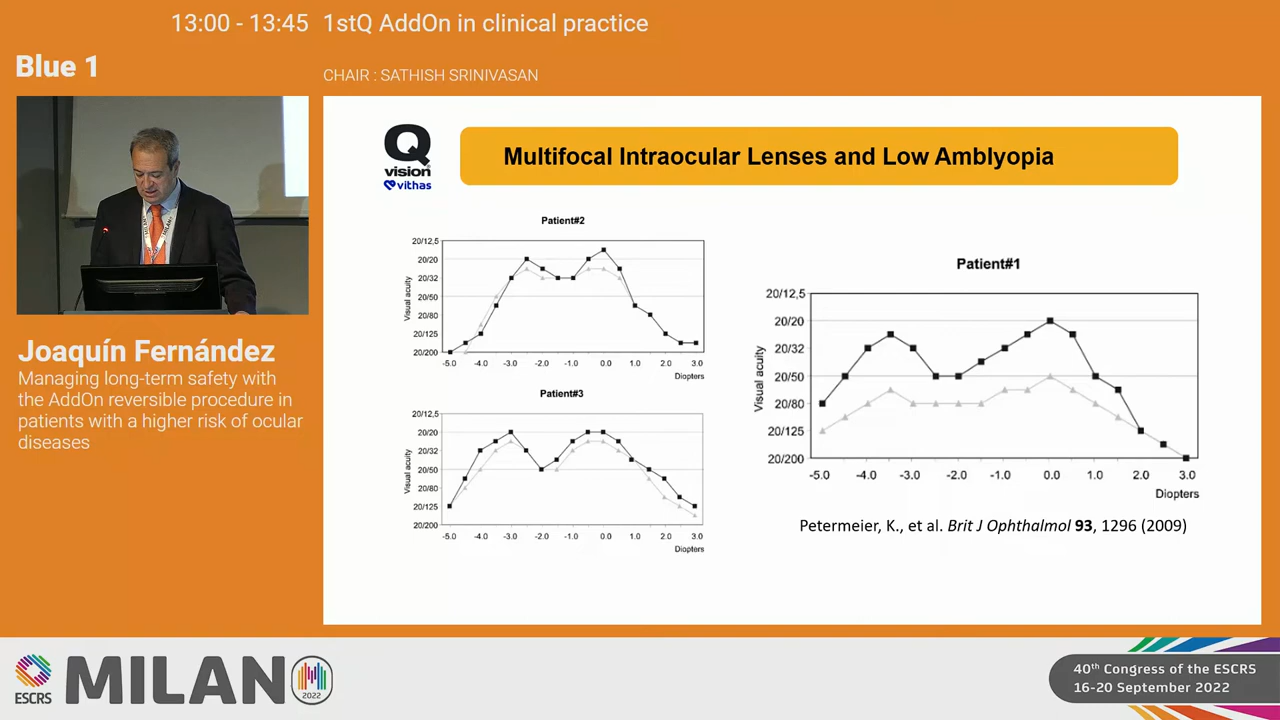 13:00 - 13:45 1stQ AddOn in clinical practice
Blue 1
CHAIR : SATHISH SRINIVASAN
Joaquín Fernández
Managing long-term safety with
the AddOn reversible procedure in
patients with a higher risk of ocular
diseases
Q
vision®
vithas
Multifocal Intraocular Lenses and Low Amblyopia
Patient#2
20/12,5
20/20
20/32
20/50
20/80
20/125
20/200
Visual acuity
-5.0 -4.0 -3.0 -2.0 -1.0 0.0 1.0 2.0 3.0
Diopters
Patient#3
20/12,5
20/20
20/32
20/50
20/80
20/125
20/200
Visual acuity
-5.0 -4.0 -3.0 -2.0 -1.0 0.0 1.0 2.0 3.0
Diopters
Patient#1
20/12,5
20/20
20/32
20/50
20/80
20/125
20/200
Visual acuity
-5.0 -4.0 -3.0 -2.0 -1.0 0.0 1.0 2.0 3.0
Diopters
Petermeier, K., et al. Brit J Ophthalmol 93, 1296 (2009)
ESCRS
MILANO
2022
40th Congress of the ESCRS
16-20 September 2022